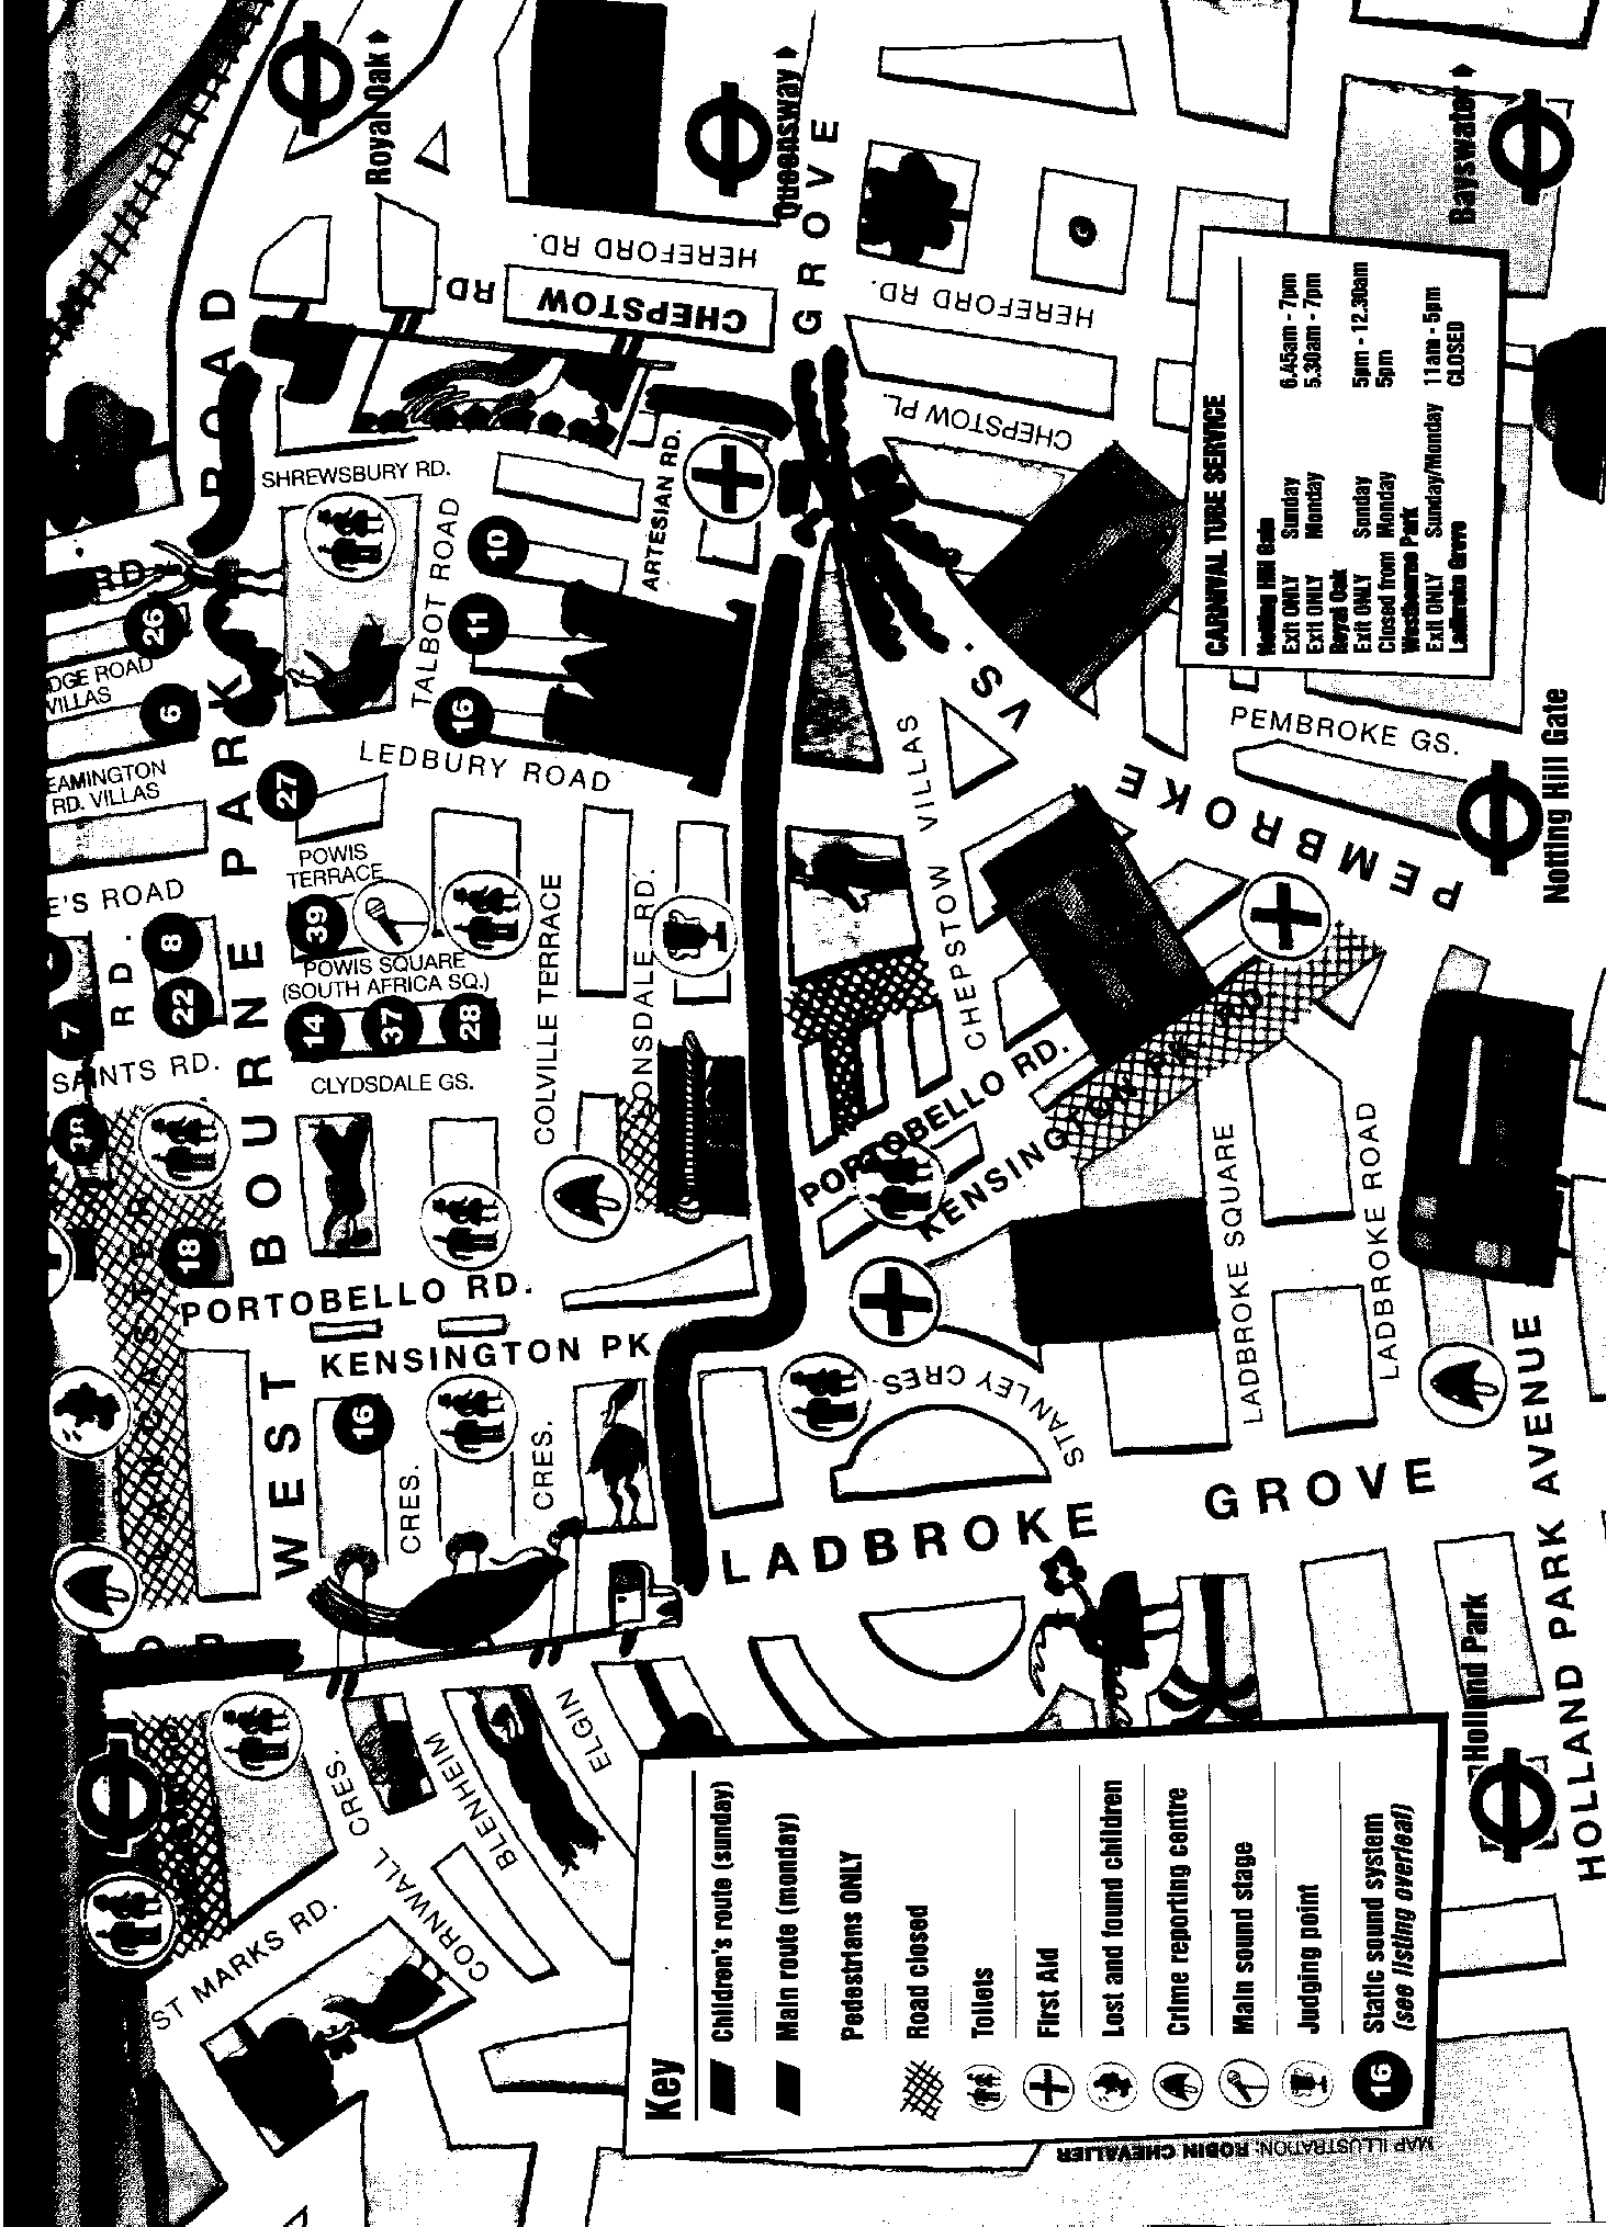 Royal Oak
Queensway
Bayswater
ROAD
HEREFORD RD.
CHEPSTOW
RD.
GROVE
HEREFORD RD.
CHEPSTOW PL.
SHREWSBURY RD.
TALBOT ROAD
ARTESIAN RD.
10
11
16
RD
26
DGE ROAD
VILLAS
6
EAMINGTON
RD. VILLAS
27
LEDBURY ROAD
POWIS
TERRACE
39
POWIS SQUARE
(SOUTH AFRICA SQ.)
14
37
28
CLYDSDALE GS.
E'S ROAD
RD.
8
22
7
SAINTS RD.
38
18
WESTBOURNE PARK
COLVILLE TERRACE
ONSDALE RD.
PORTOBELLO RD.
KENSINGTON PK
16
CRES.
CRES.
CHEPSTOW VILLAS
PEMBROKE
VS.
PEMBROKE GS.
PEMBROKE
Notting Hill Gate
PORTOBELLO RD.
KENSINGTON PK RD
LADBROKE SQUARE
LADBROKE ROAD
STANLEY CRES
LADBROKE GROVE
HOLLAND PARK AVENUE
Holland Park
ST MARKS RD.
CORNWALL CRES.
BLENHEIM
ELGIN
CARNIVAL TUBE SERVICE
Notting Hill Gate
Exit ONLY Sunday 6.45am - 7pm
Exit ONLY Monday 5.30am - 7pm
Royal Oak
Exit ONLY Sunday 5pm - 12.30am
Closed from Monday 5pm
Westbourne Park
Exit ONLY Sunday/Monday 11am - 5pm
Ladbroke Grove CLOSED
Key
Children's route (sunday)
Main route (monday)
Pedestrians ONLY
Road closed
Toilets
First Aid
Lost and found children
Crime reporting centre
Main sound stage
Judging point
16 Static sound system
(see listing overleaf)
MAP ILLUSTRATION: ROBIN CHEVALIER